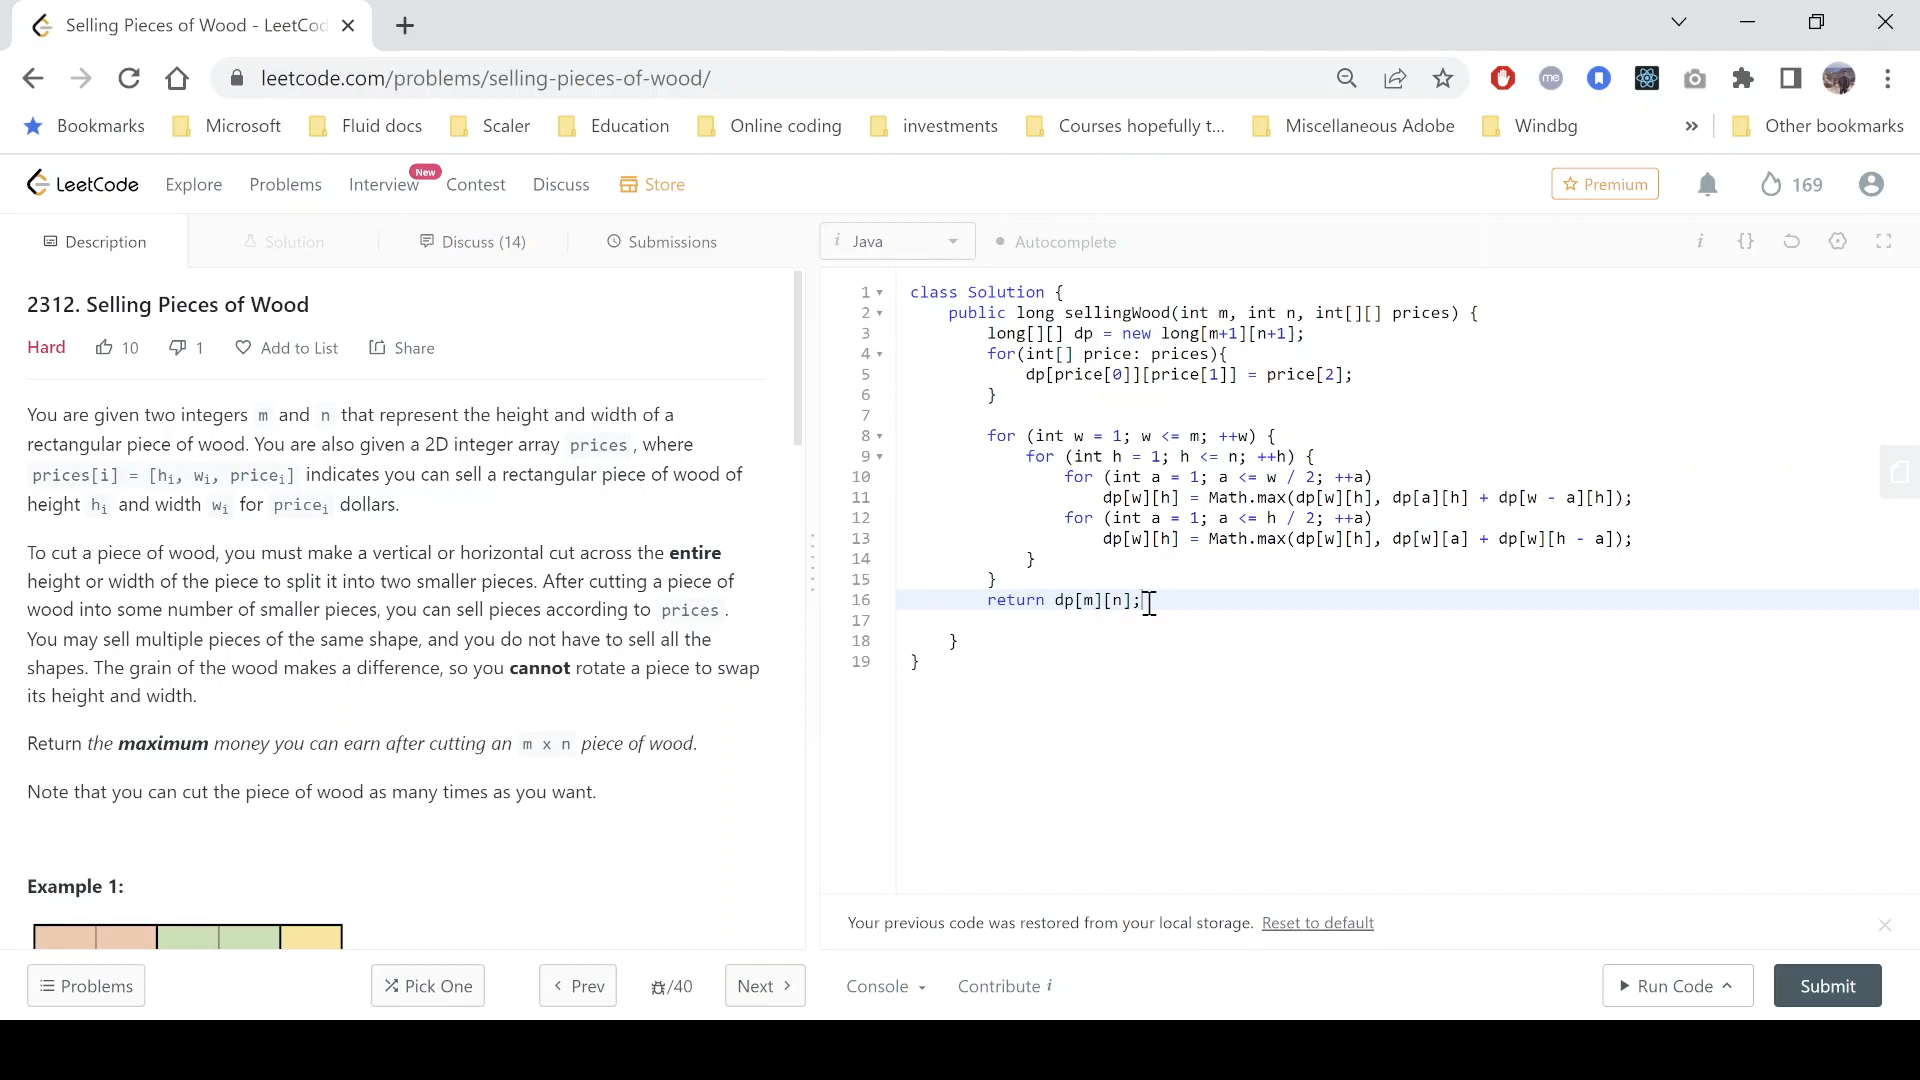 Selling Pieces of Wood - LeetCod
leetcode.com/problems/selling-pieces-of-wood/
me
Bookmarks
Microsoft
Fluid docs
Scaler
Education
Online coding
investments
Courses hopefully t...
Miscellaneous Adobe
Windbg
»
Other bookmarks
LeetCode
Explore
Problems
Interview
New
Contest
Discuss
Store
Premium
169
Description
Solution
Discuss (14)
Submissions
i Java
Autocomplete
i {}
2312. Selling Pieces of Wood
Hard
10
1
Add to List
Share
You are given two integers m and n that represent the height and width of a
rectangular piece of wood. You are also given a 2D integer array prices, where
prices[i] = [hi, wi, pricei] indicates you can sell a rectangular piece of wood of
height hi and width wi for pricei dollars.
To cut a piece of wood, you must make a vertical or horizontal cut across the entire
height or width of the piece to split it into two smaller pieces. After cutting a piece of
wood into some number of smaller pieces, you can sell pieces according to prices.
You may sell multiple pieces of the same shape, and you do not have to sell all the
shapes. The grain of the wood makes a difference, so you cannot rotate a piece to swap
its height and width.
Return the maximum money you can earn after cutting an m x n piece of wood.
Note that you can cut the piece of wood as many times as you want.
Example 1:
1 class Solution {
2 public long sellingWood(int m, int n, int[][] prices) {
3 long[][] dp = new long[m+1][n+1];
4 for(int[] price: prices){
5 dp[price[0]][price[1]] = price[2];
6 }
7
8 for (int w = 1; w <= m; ++w) {
9 for (int h = 1; h <= n; ++h) {
10 for (int a = 1; a <= w / 2; ++a)
11 dp[w][h] = Math.max(dp[w][h], dp[a][h] + dp[w - a][h]);
12 for (int a = 1; a <= h / 2; ++a)
13 dp[w][h] = Math.max(dp[w][h], dp[w][a] + dp[w][h - a]);
14 }
15 }
16 return dp[m][n];
17
18 }
19 }
Your previous code was restored from your local storage. Reset to default
Problems
Pick One
Prev
/40
Next
Console
Contribute i
Run Code
Submit